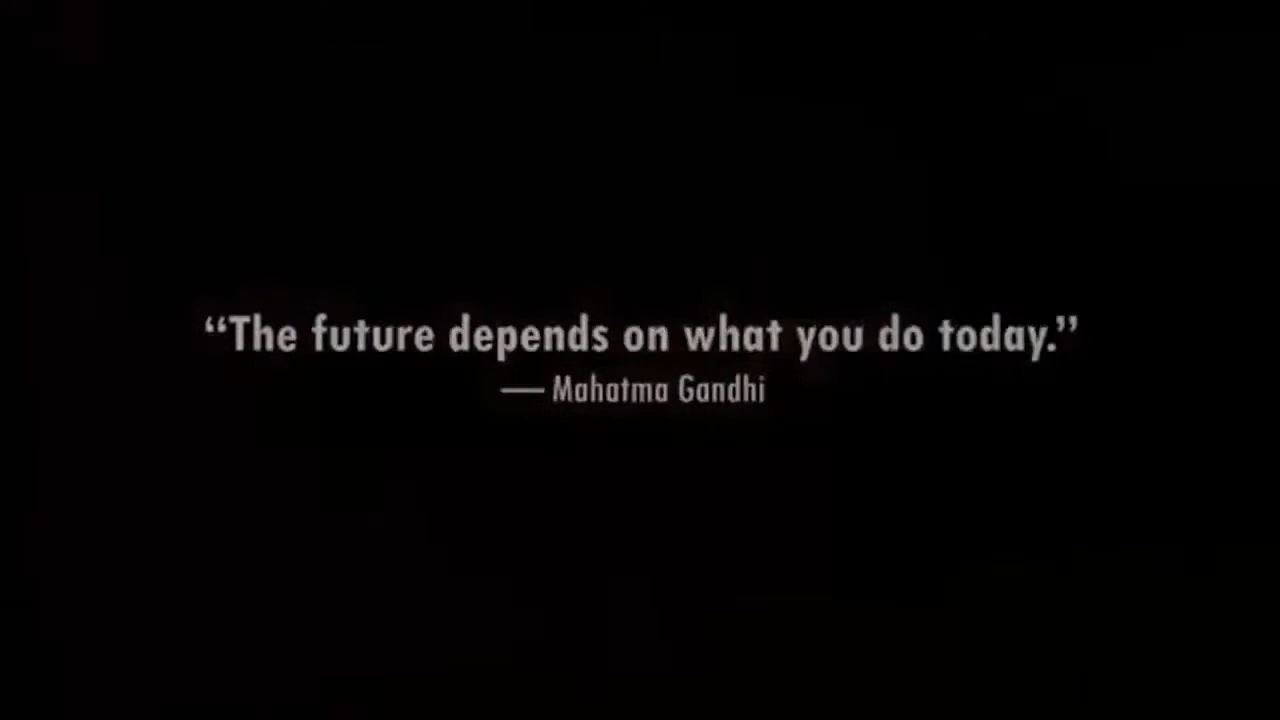 “The future depends on what you do today.”
— Mahatma Gandhi